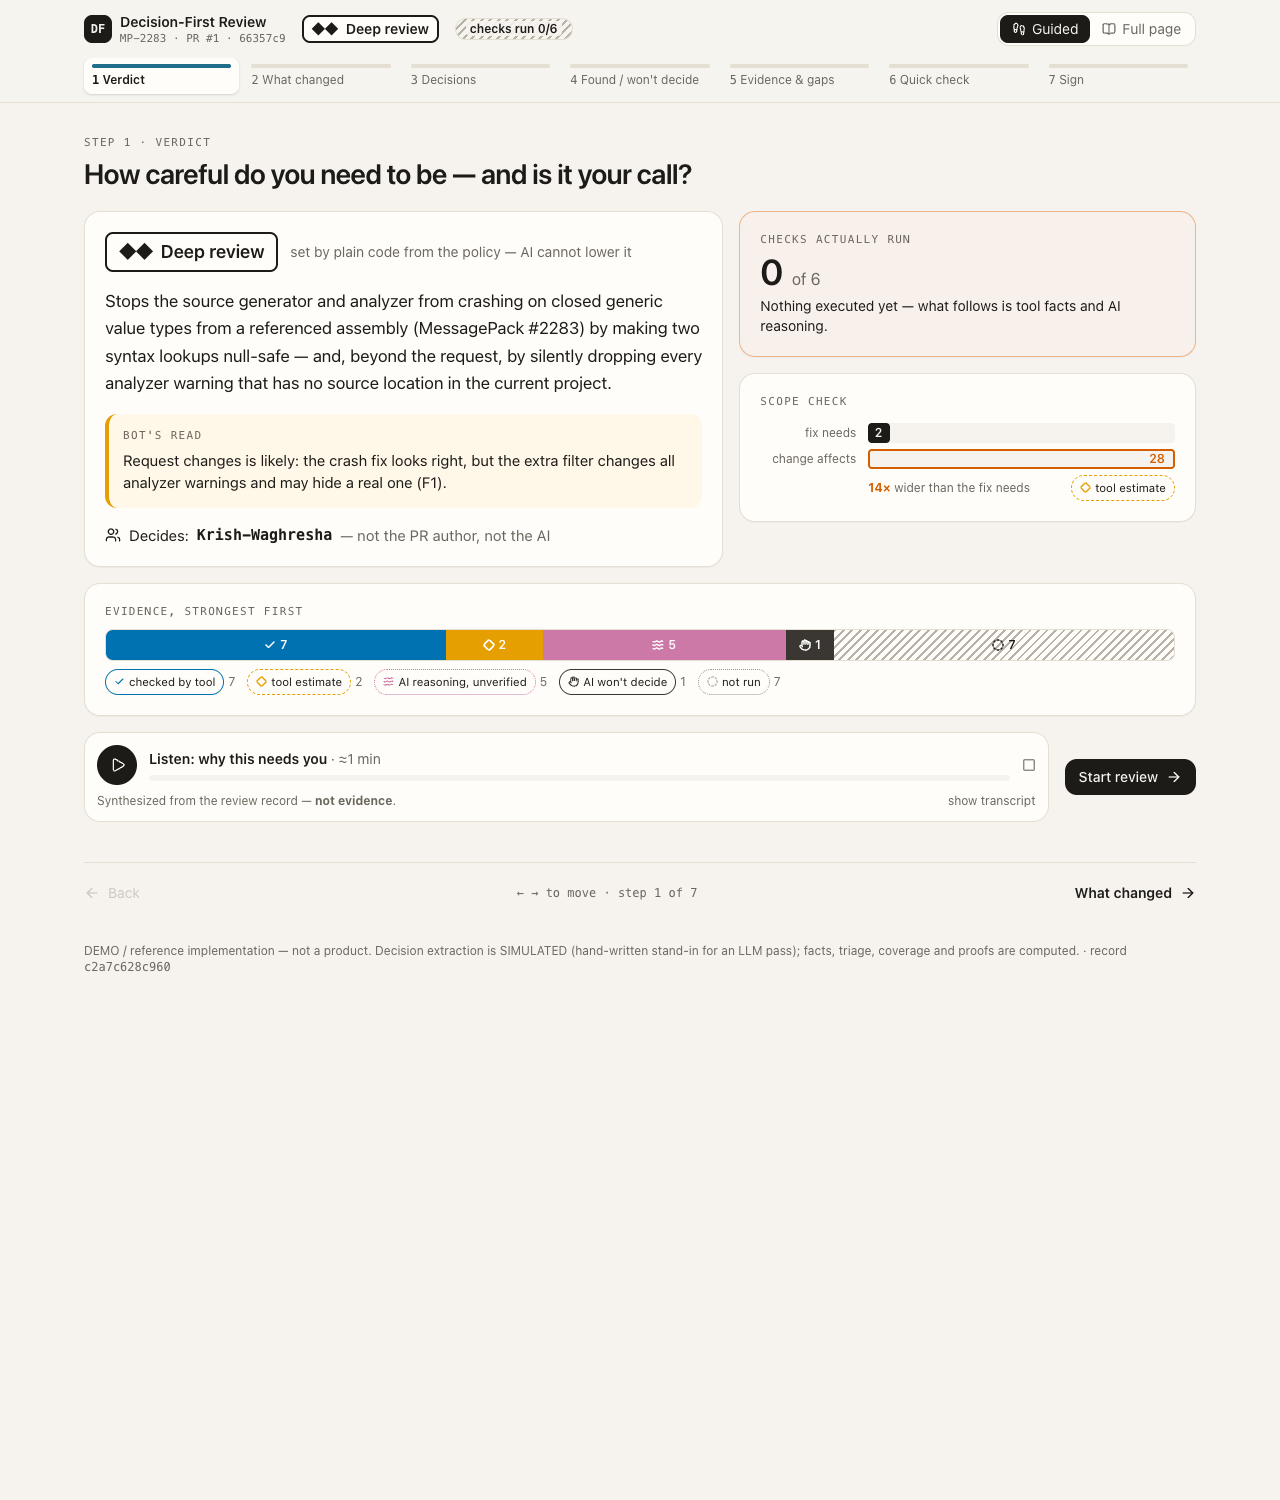 DF
Decision-First Review
MP-2283 · PR #1 · 66357c9
Deep review
checks run 0/6
Guided
Full page
1 Verdict
2 What changed
3 Decisions
4 Found / won't decide
5 Evidence & gaps
6 Quick check
7 Sign
STEP 1 · VERDICT
How careful do you need to be — and is it your call?
Deep review
set by plain code from the policy — AI cannot lower it
Stops the source generator and analyzer from crashing on closed generic
value types from a referenced assembly (MessagePack #2283) by making two
syntax lookups null-safe — and, beyond the request, by silently dropping every
analyzer warning that has no source location in the current project.
BOT'S READ
Request changes is likely: the crash fix looks right, but the extra filter changes all
analyzer warnings and may hide a real one (F1).
Decides: Krish-Waghresha — not the PR author, not the AI
CHECKS ACTUALLY RUN
0 of 6
Nothing executed yet — what follows is tool facts and AI
reasoning.
SCOPE CHECK
fix needs 2
change affects 28
14× wider than the fix needs
tool estimate
EVIDENCE, STRONGEST FIRST
7
2
5
1
7
checked by tool 7
tool estimate 2
AI reasoning, unverified 5
AI won't decide 1
not run 7
Listen: why this needs you · ≈1 min
Synthesized from the review record — not evidence.
show transcript
Start review →
← Back
← → to move · step 1 of 7
What changed →
DEMO / reference implementation — not a product. Decision extraction is SIMULATED (hand-written stand-in for an LLM pass); facts, triage, coverage and proofs are computed. · record
c2a7c628c960